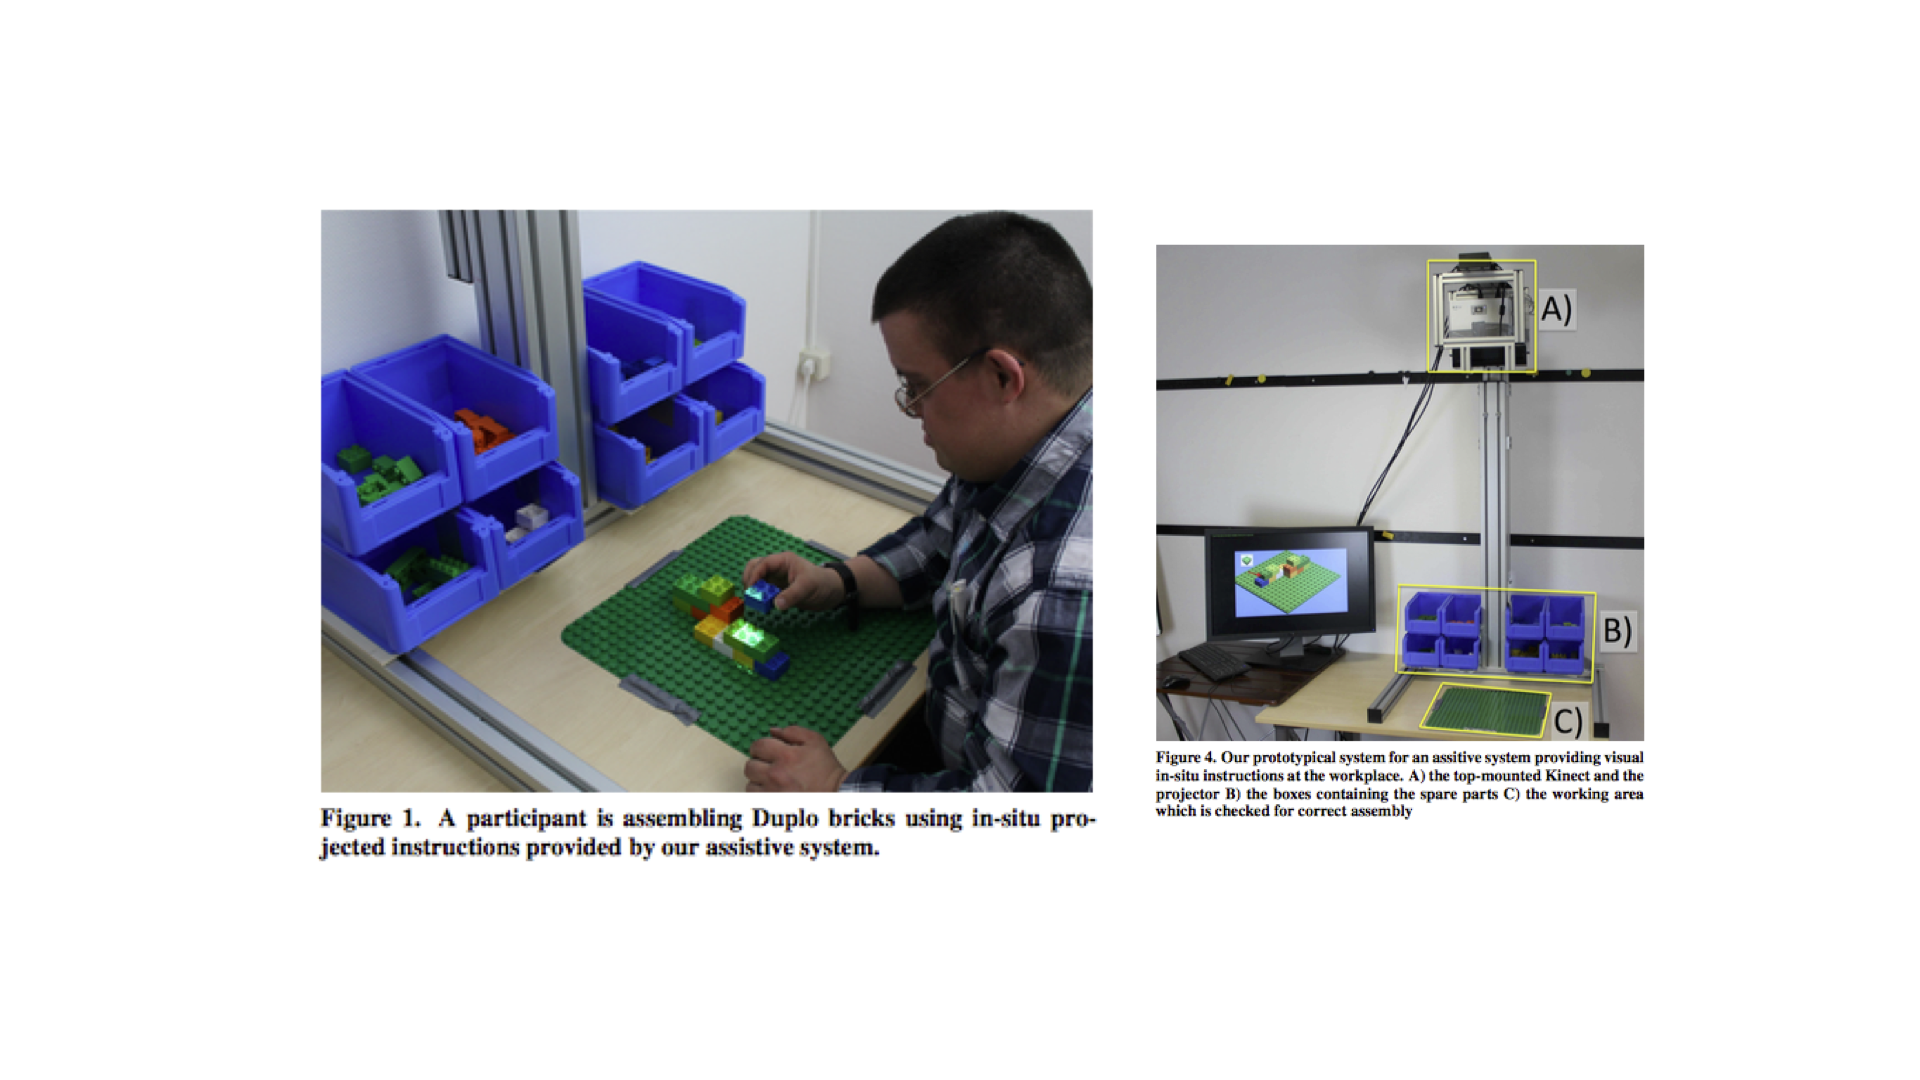 Figure 1. A participant is assembling Duplo bricks using in-situ pro-
jected instructions provided by our assistive system.
A)
B)
C)
Figure 4. Our prototypical system for an assitive system providing visual
in-situ instructions at the workplace. A) the top-mounted Kinect and the
projector B) the boxes containing the spare parts C) the working area
which is checked for correct assembly